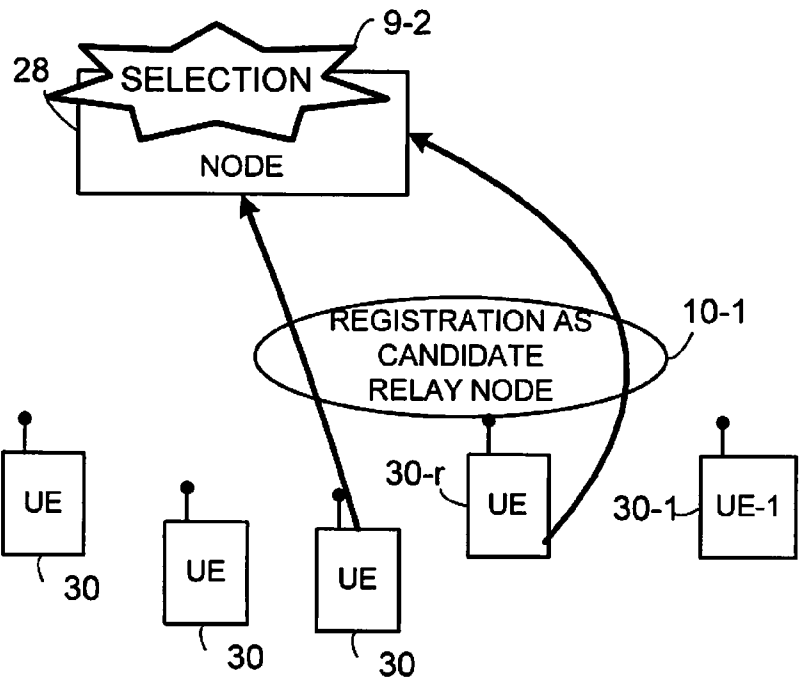 9-2
28
SELECTION
NODE
REGISTRATION AS
CANDIDATE
RELAY NODE
10-1
30-r
UE
30-1
UE-1
UE
30
UE
30
UE
30